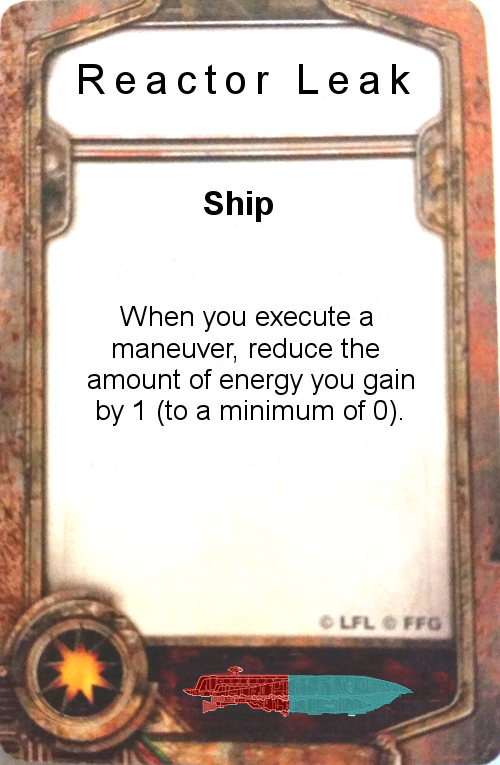 Reactor Leak
Ship
When you execute a
maneuver, reduce the
amount of energy you gain
by 1 (to a minimum of 0).
© LFL © FFG